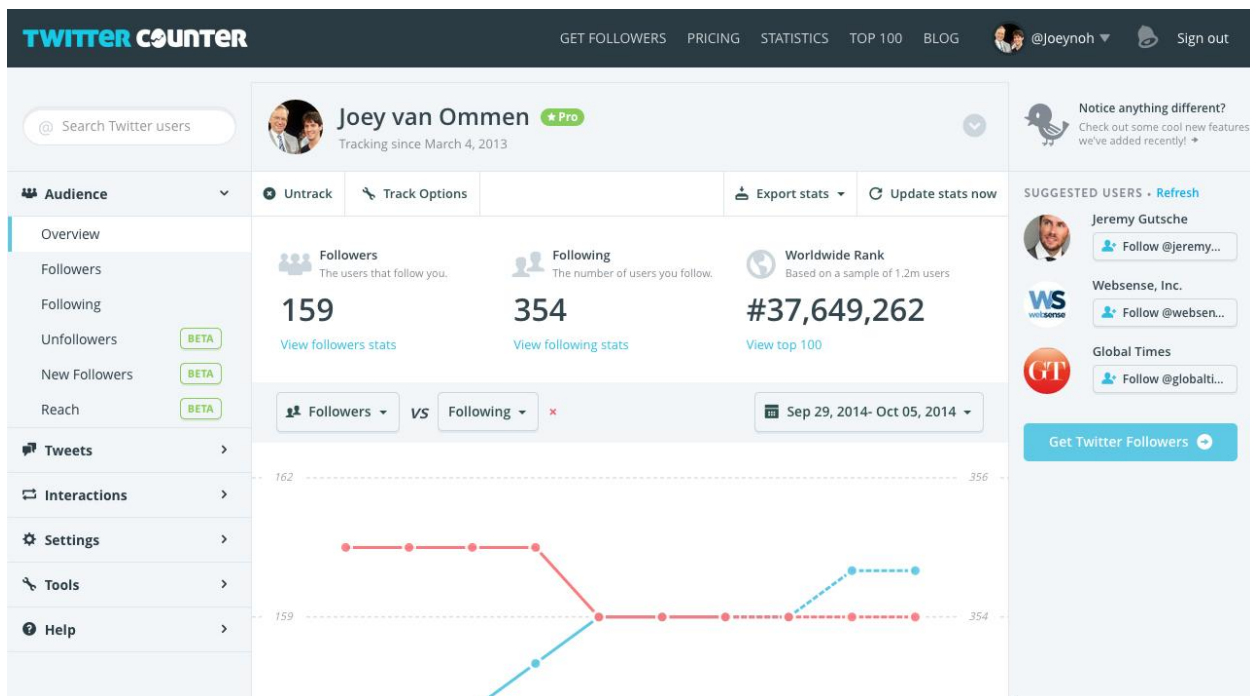 TWITTER COUNTER
GET FOLLOWERS PRICING STATISTICS TOP 100 BLOG @Joeynoh Sign out
@ Search Twitter users
Audience
Overview
Followers
Following
Unfollowers BETA
New Followers BETA
Reach BETA
Tweets
Interactions
Settings
Tools
Help
Joey van Ommen Pro
Tracking since March 4, 2013
Untrack Track Options Export stats Update stats now
Followers
The users that follow you.
159
View followers stats
Following
The number of users you follow.
354
View following stats
Worldwide Rank
Based on a sample of 1.2m users
#37,649,262
View top 100
Followers VS Following × Sep 29, 2014- Oct 05, 2014
162 356
159 354
Notice anything different?
Check out some cool new features
we've added recently!
SUGGESTED USERS • Refresh
Jeremy Gutsche
Follow @jeremy...
WS
websense
Websense, Inc.
Follow @websen...
GT
Global Times
Follow @globalti...
Get Twitter Followers